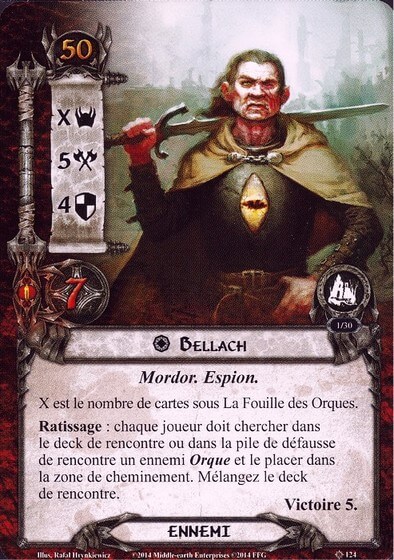 50
X
5
4
7
1/30
Bellach
Mordor. Espion.
X est le nombre de cartes sous La Fouille des Orques.
Ratissage : chaque joueur doit chercher dans
le deck de rencontre ou dans la pile de défausse
de rencontre un ennemi Orque et le placer dans
la zone de cheminement. Mélangez le deck
de rencontre.
Victoire 5.
ENNEMI
Illus. Rafał Hrynkiewicz ©2014 Middle-earth Enterprises ©2014 FFG 124